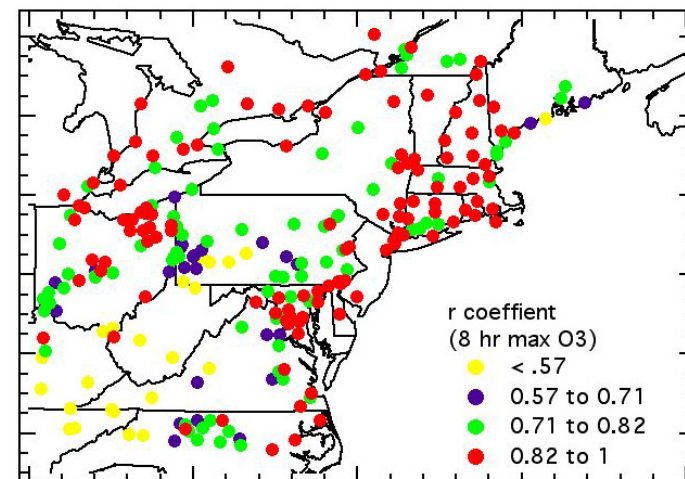 r coeffient
(8 hr max O3)
< .57
0.57 to 0.71
0.71 to 0.82
0.82 to 1